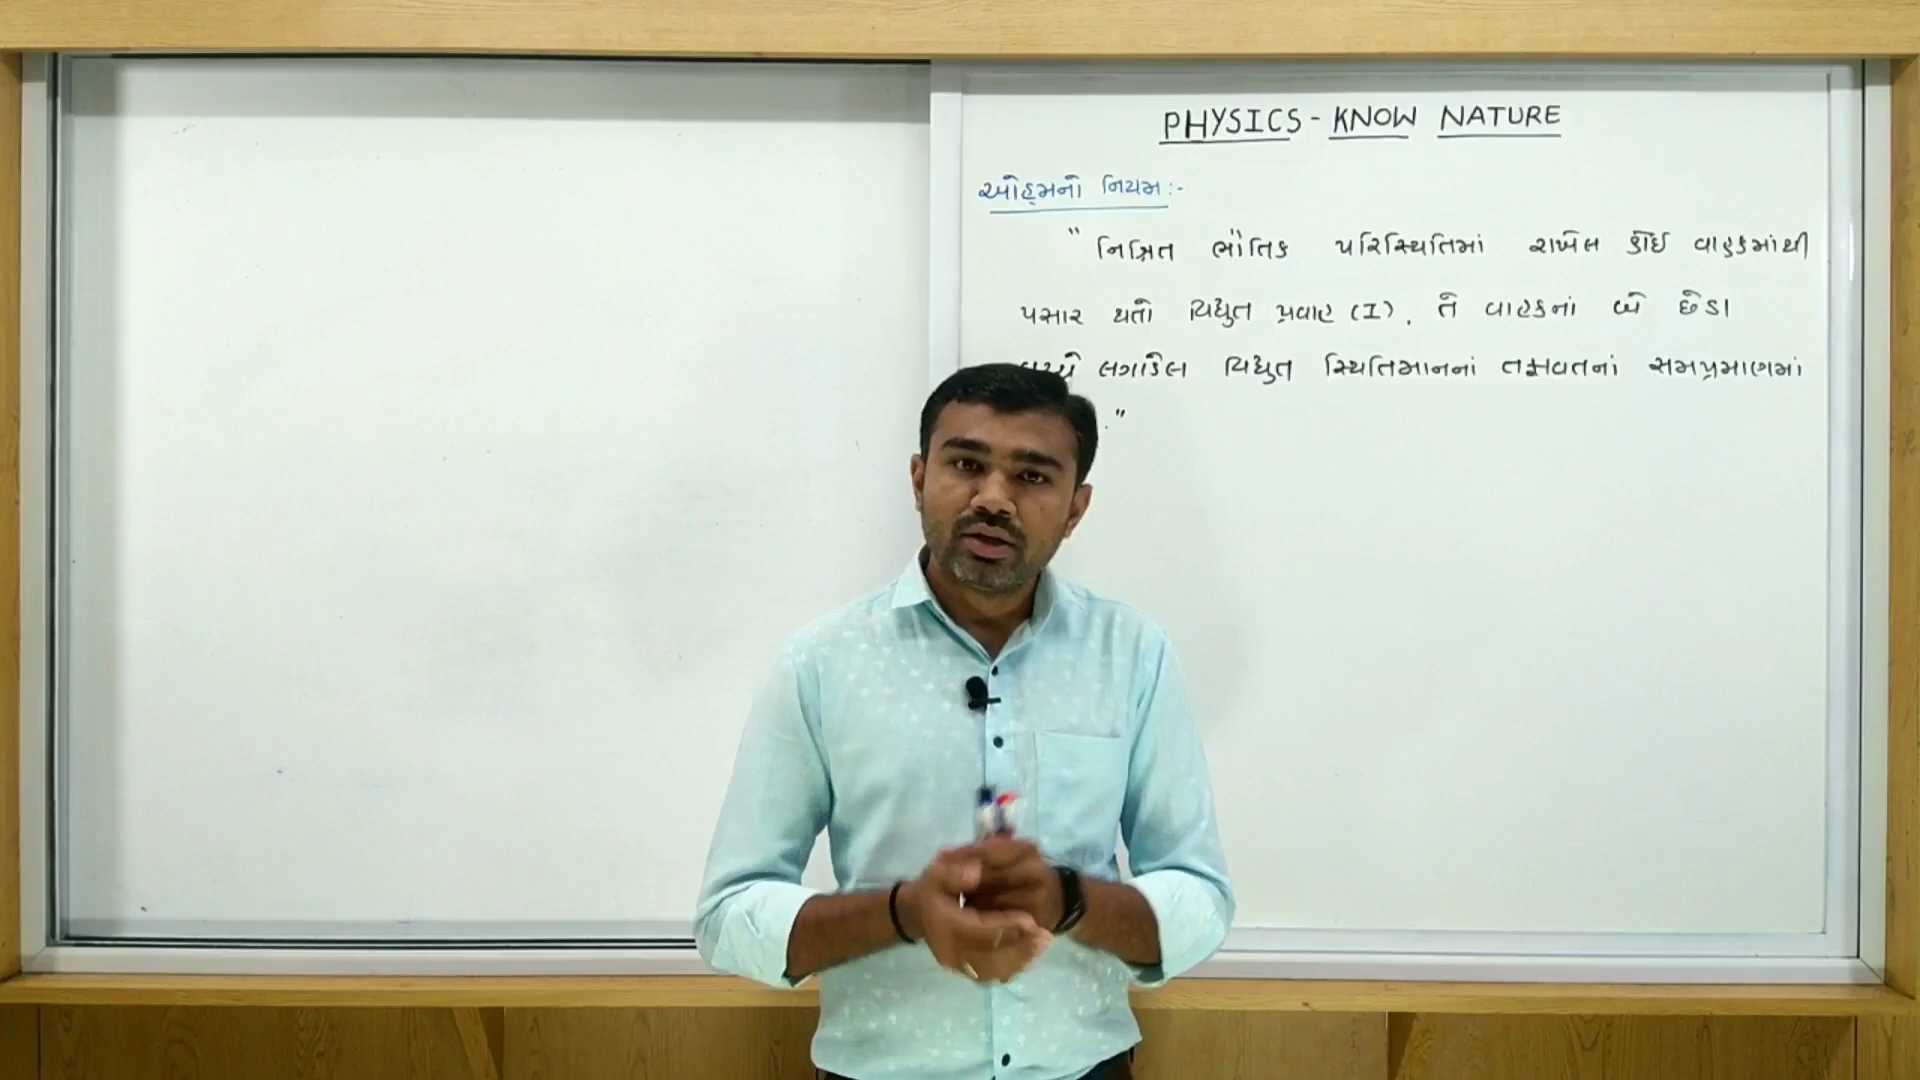 PHYSICS - KNOW NATURE
ઓહ્મનો નિયમ :-
" નિશ્ચિત ભૌતિક પરિસ્થિતિમાં રાખેલ કોઈ વાહકમાંથી
પસાર થતો વિદ્યુત પ્રવાહ (I), તે વાહકનાં બે છેડા
લગાડેલ વિદ્યુત સ્થિતિમાનનાં તફાવતનાં સમપ્રમાણમાં
."